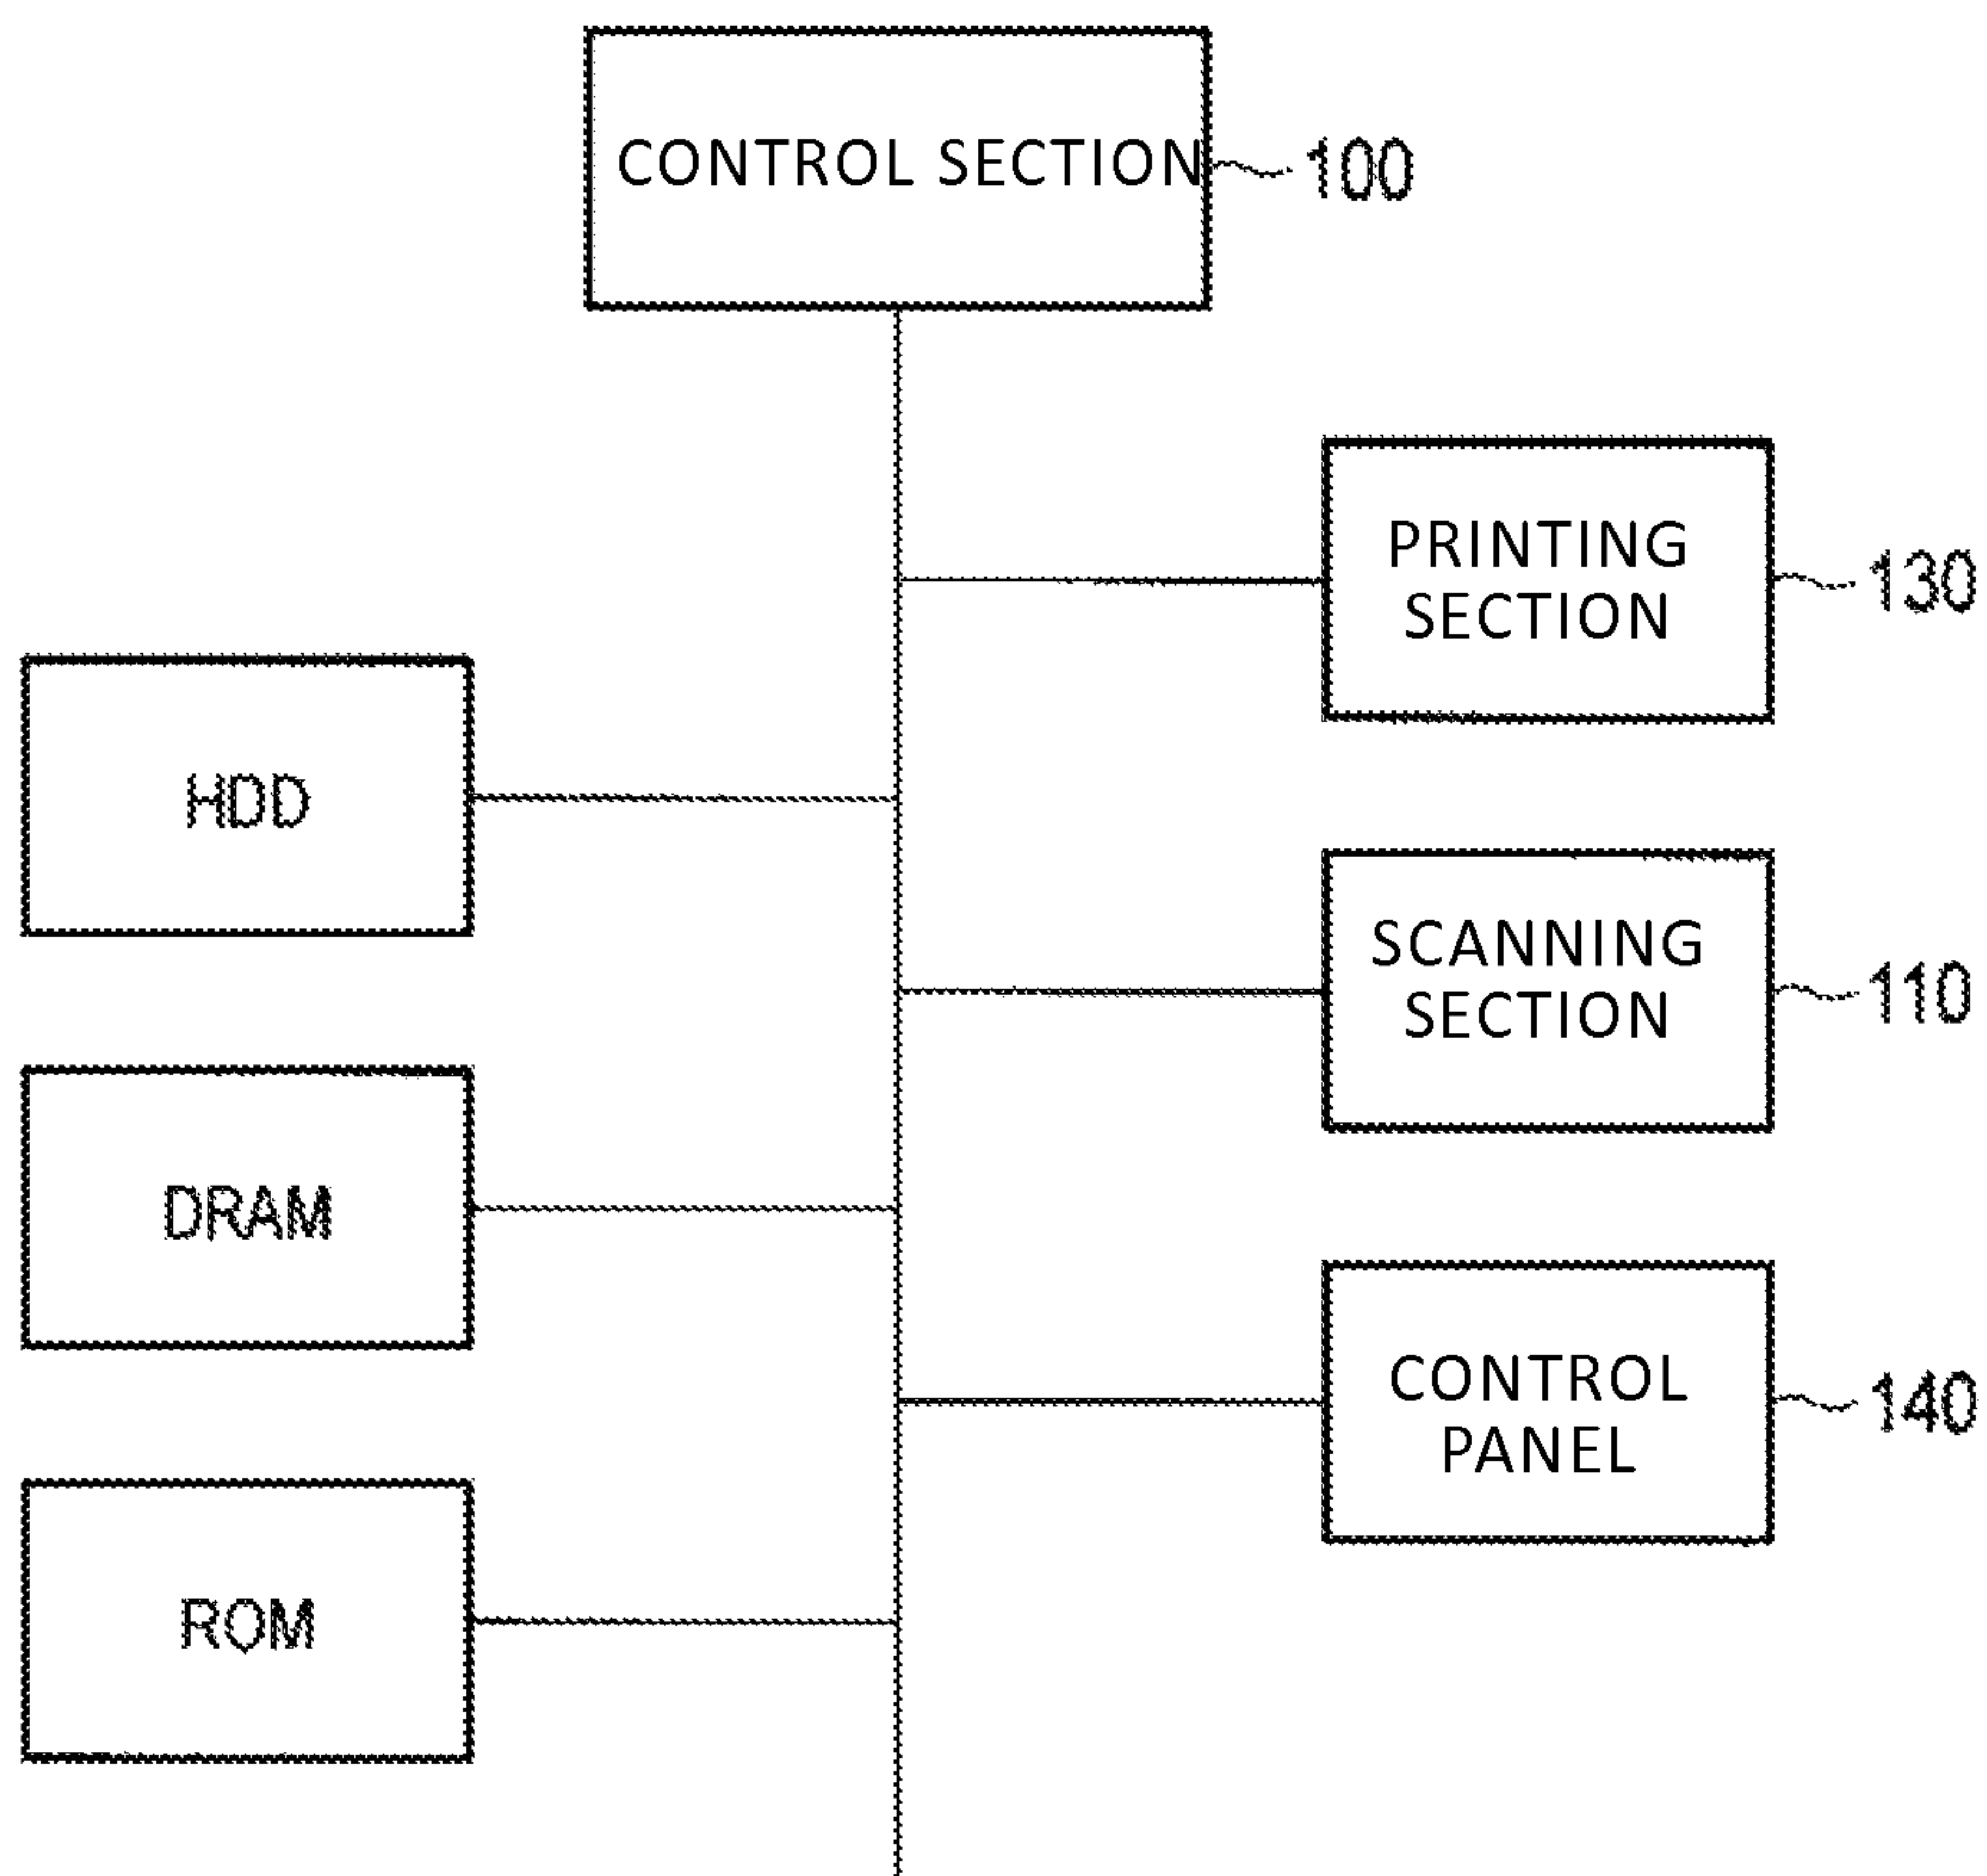 CONTROL SECTION
100
PRINTING
SECTION
130
HDD
SCANNING
SECTION
110
DRAM
CONTROL
PANEL
140
ROM